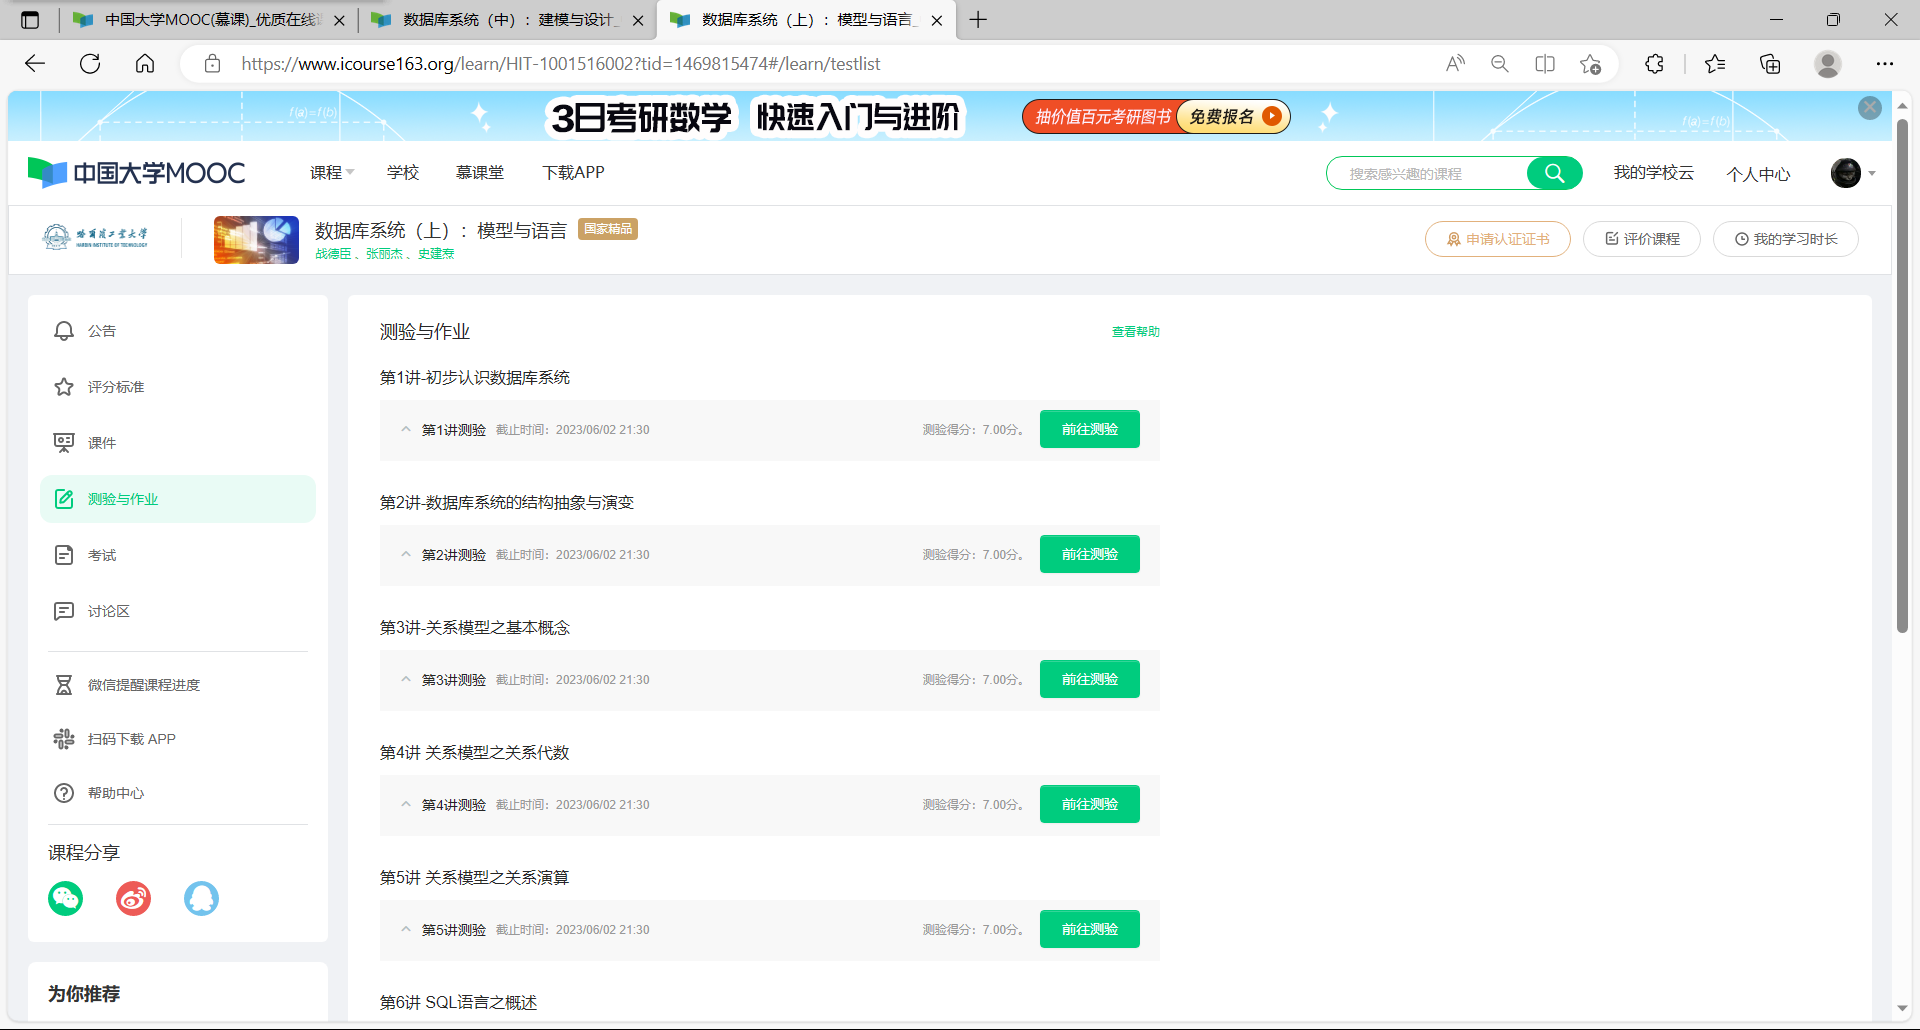 中国大学MOOC(慕课)_优质在线课
数据库系统（中）：建模与设计_
数据库系统（上）：模型与语言_
https://www.icourse163.org/learn/HIT-1001516002?tid=1469815474#/learn/testlist
f(a)=f(b)
3日考研数学 快速入门与进阶
抽价值百元考研图书 免费报名
f(a)=f(b)
中国大学MOOC
课程
学校
慕课堂
下载APP
搜索感兴趣的课程
我的学校云
个人中心
哈尔滨工业大学
HARBIN INSTITUTE OF TECHNOLOGY
数据库系统（上）：模型与语言 国家精品
战德臣、张丽杰、史建焘
申请认证证书
评价课程
我的学习时长
公告
评分标准
课件
测验与作业
考试
讨论区
微信提醒课程进度
扫码下载 APP
帮助中心
课程分享
为你推荐
测验与作业 查看帮助
第1讲-初步认识数据库系统
第1讲测验 截止时间：2023/06/02 21:30 测验得分：7.00分。 前往测验
第2讲-数据库系统的结构抽象与演变
第2讲测验 截止时间：2023/06/02 21:30 测验得分：7.00分。 前往测验
第3讲-关系模型之基本概念
第3讲测验 截止时间：2023/06/02 21:30 测验得分：7.00分。 前往测验
第4讲 关系模型之关系代数
第4讲测验 截止时间：2023/06/02 21:30 测验得分：7.00分。 前往测验
第5讲 关系模型之关系演算
第5讲测验 截止时间：2023/06/02 21:30 测验得分：7.00分。 前往测验
第6讲 SQL语言之概述